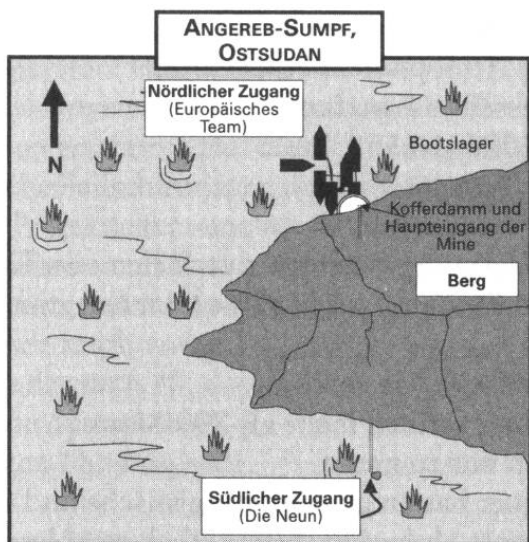 ANGEREB-SUMPF,
OSTSUDAN
Nördlicher Zugang
(Europäisches
Team)
N
Bootslager
Kofferdamm und
Haupteingang der
Mine
Berg
Südlicher Zugang
(Die Neun)